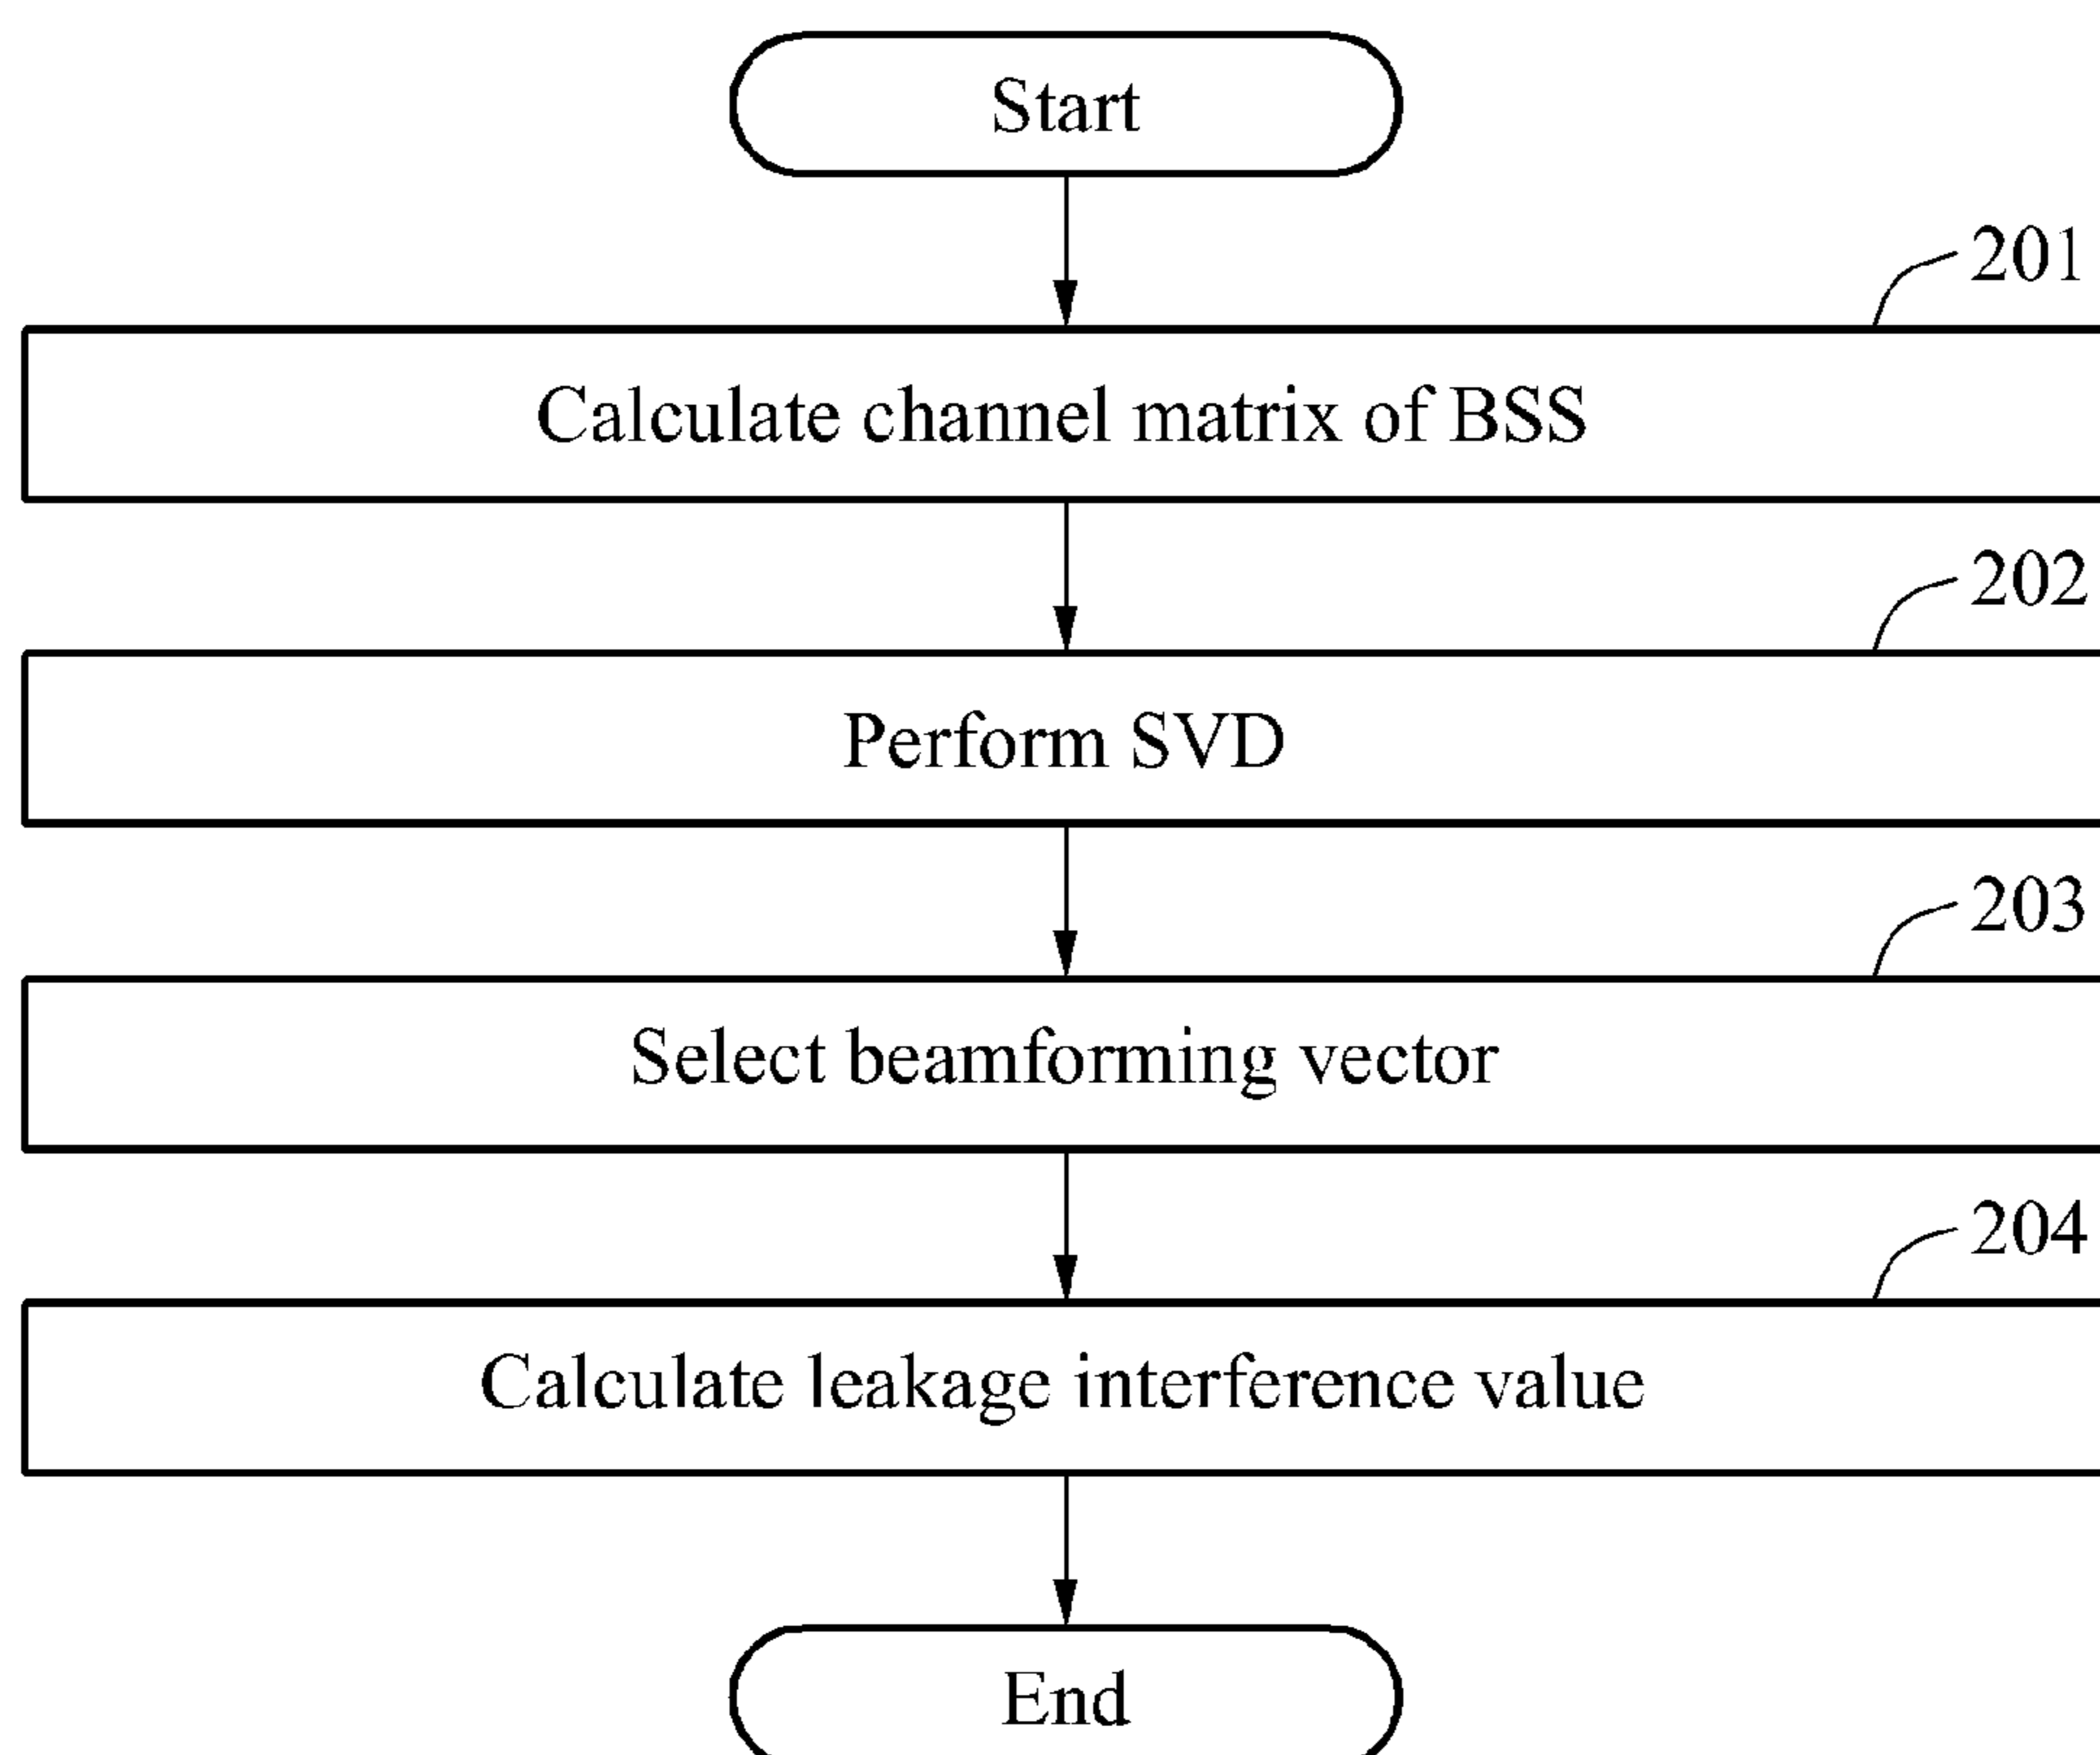 Start
201
Calculate channel matrix of BSS
202
Perform SVD
203
Select beamforming vector
204
Calculate leakage interference value
End